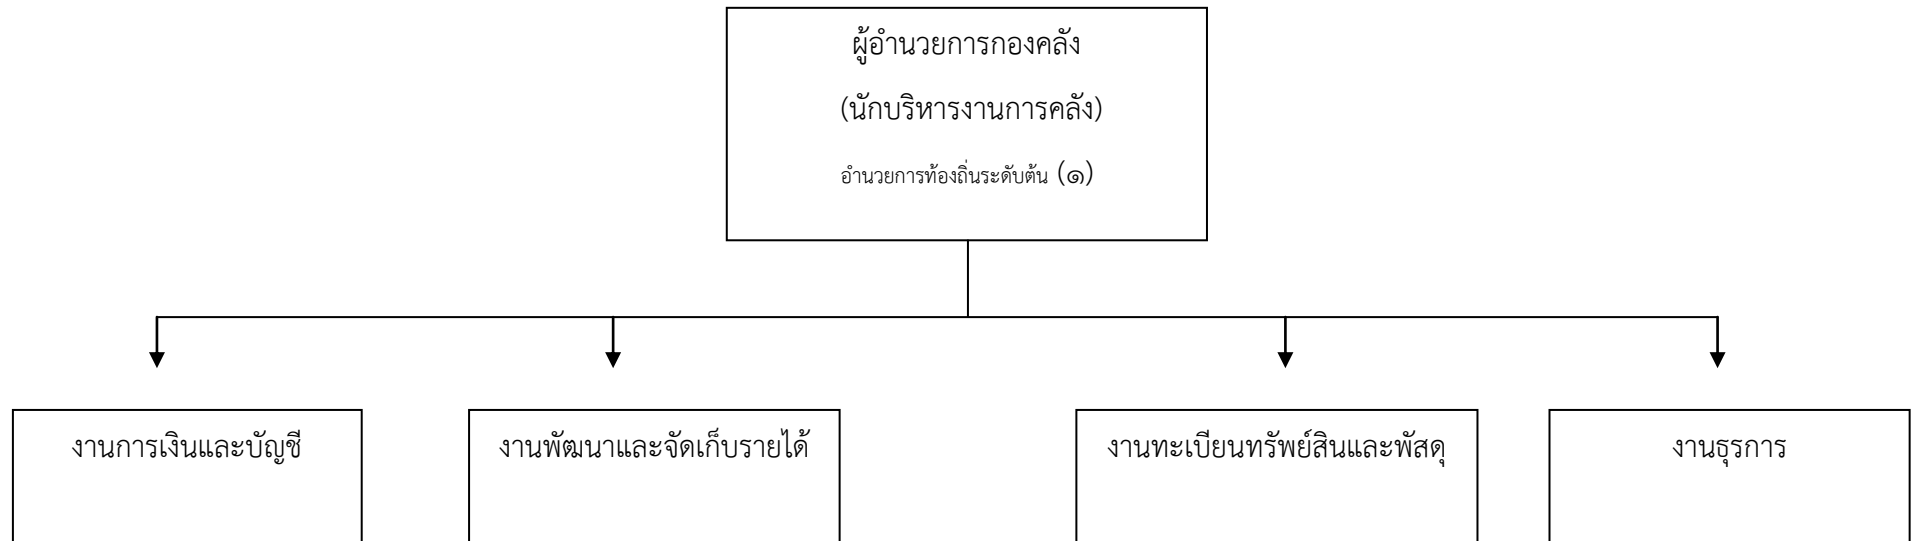 ผู้อำนวยการกองคลัง
(นักบริหารงานการคลัง)
อำนวยการท้องถิ่นระดับต้น (๑)
งานการเงินและบัญชี
งานพัฒนาและจัดเก็บรายได้
งานทะเบียนทรัพย์สินและพัสดุ
งานธุรการ